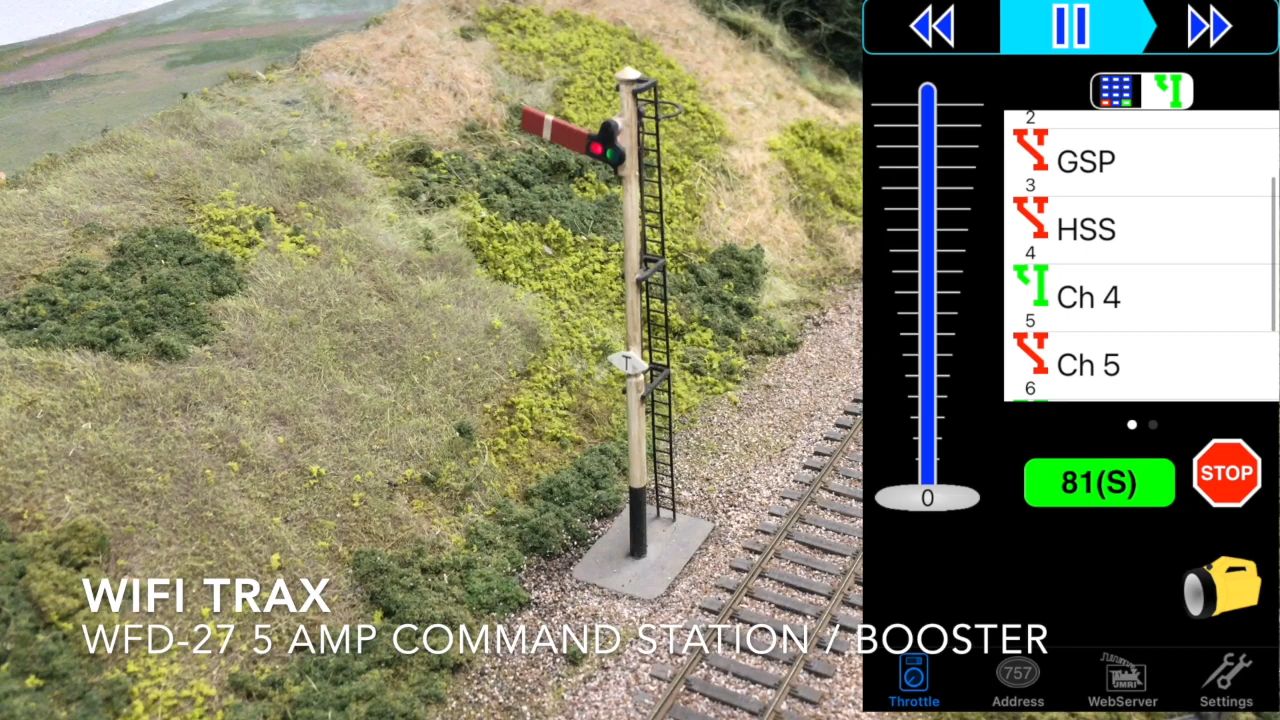 2
GSP
3
HSS
4
Ch 4
5
Ch 5
6
T
81(S)
STOP
0
WIFI TRAX
WFD-27 5 AMP COMMAND STATION / BOOSTER
757
JMRI
Throttle
Address
WebServer
Settings